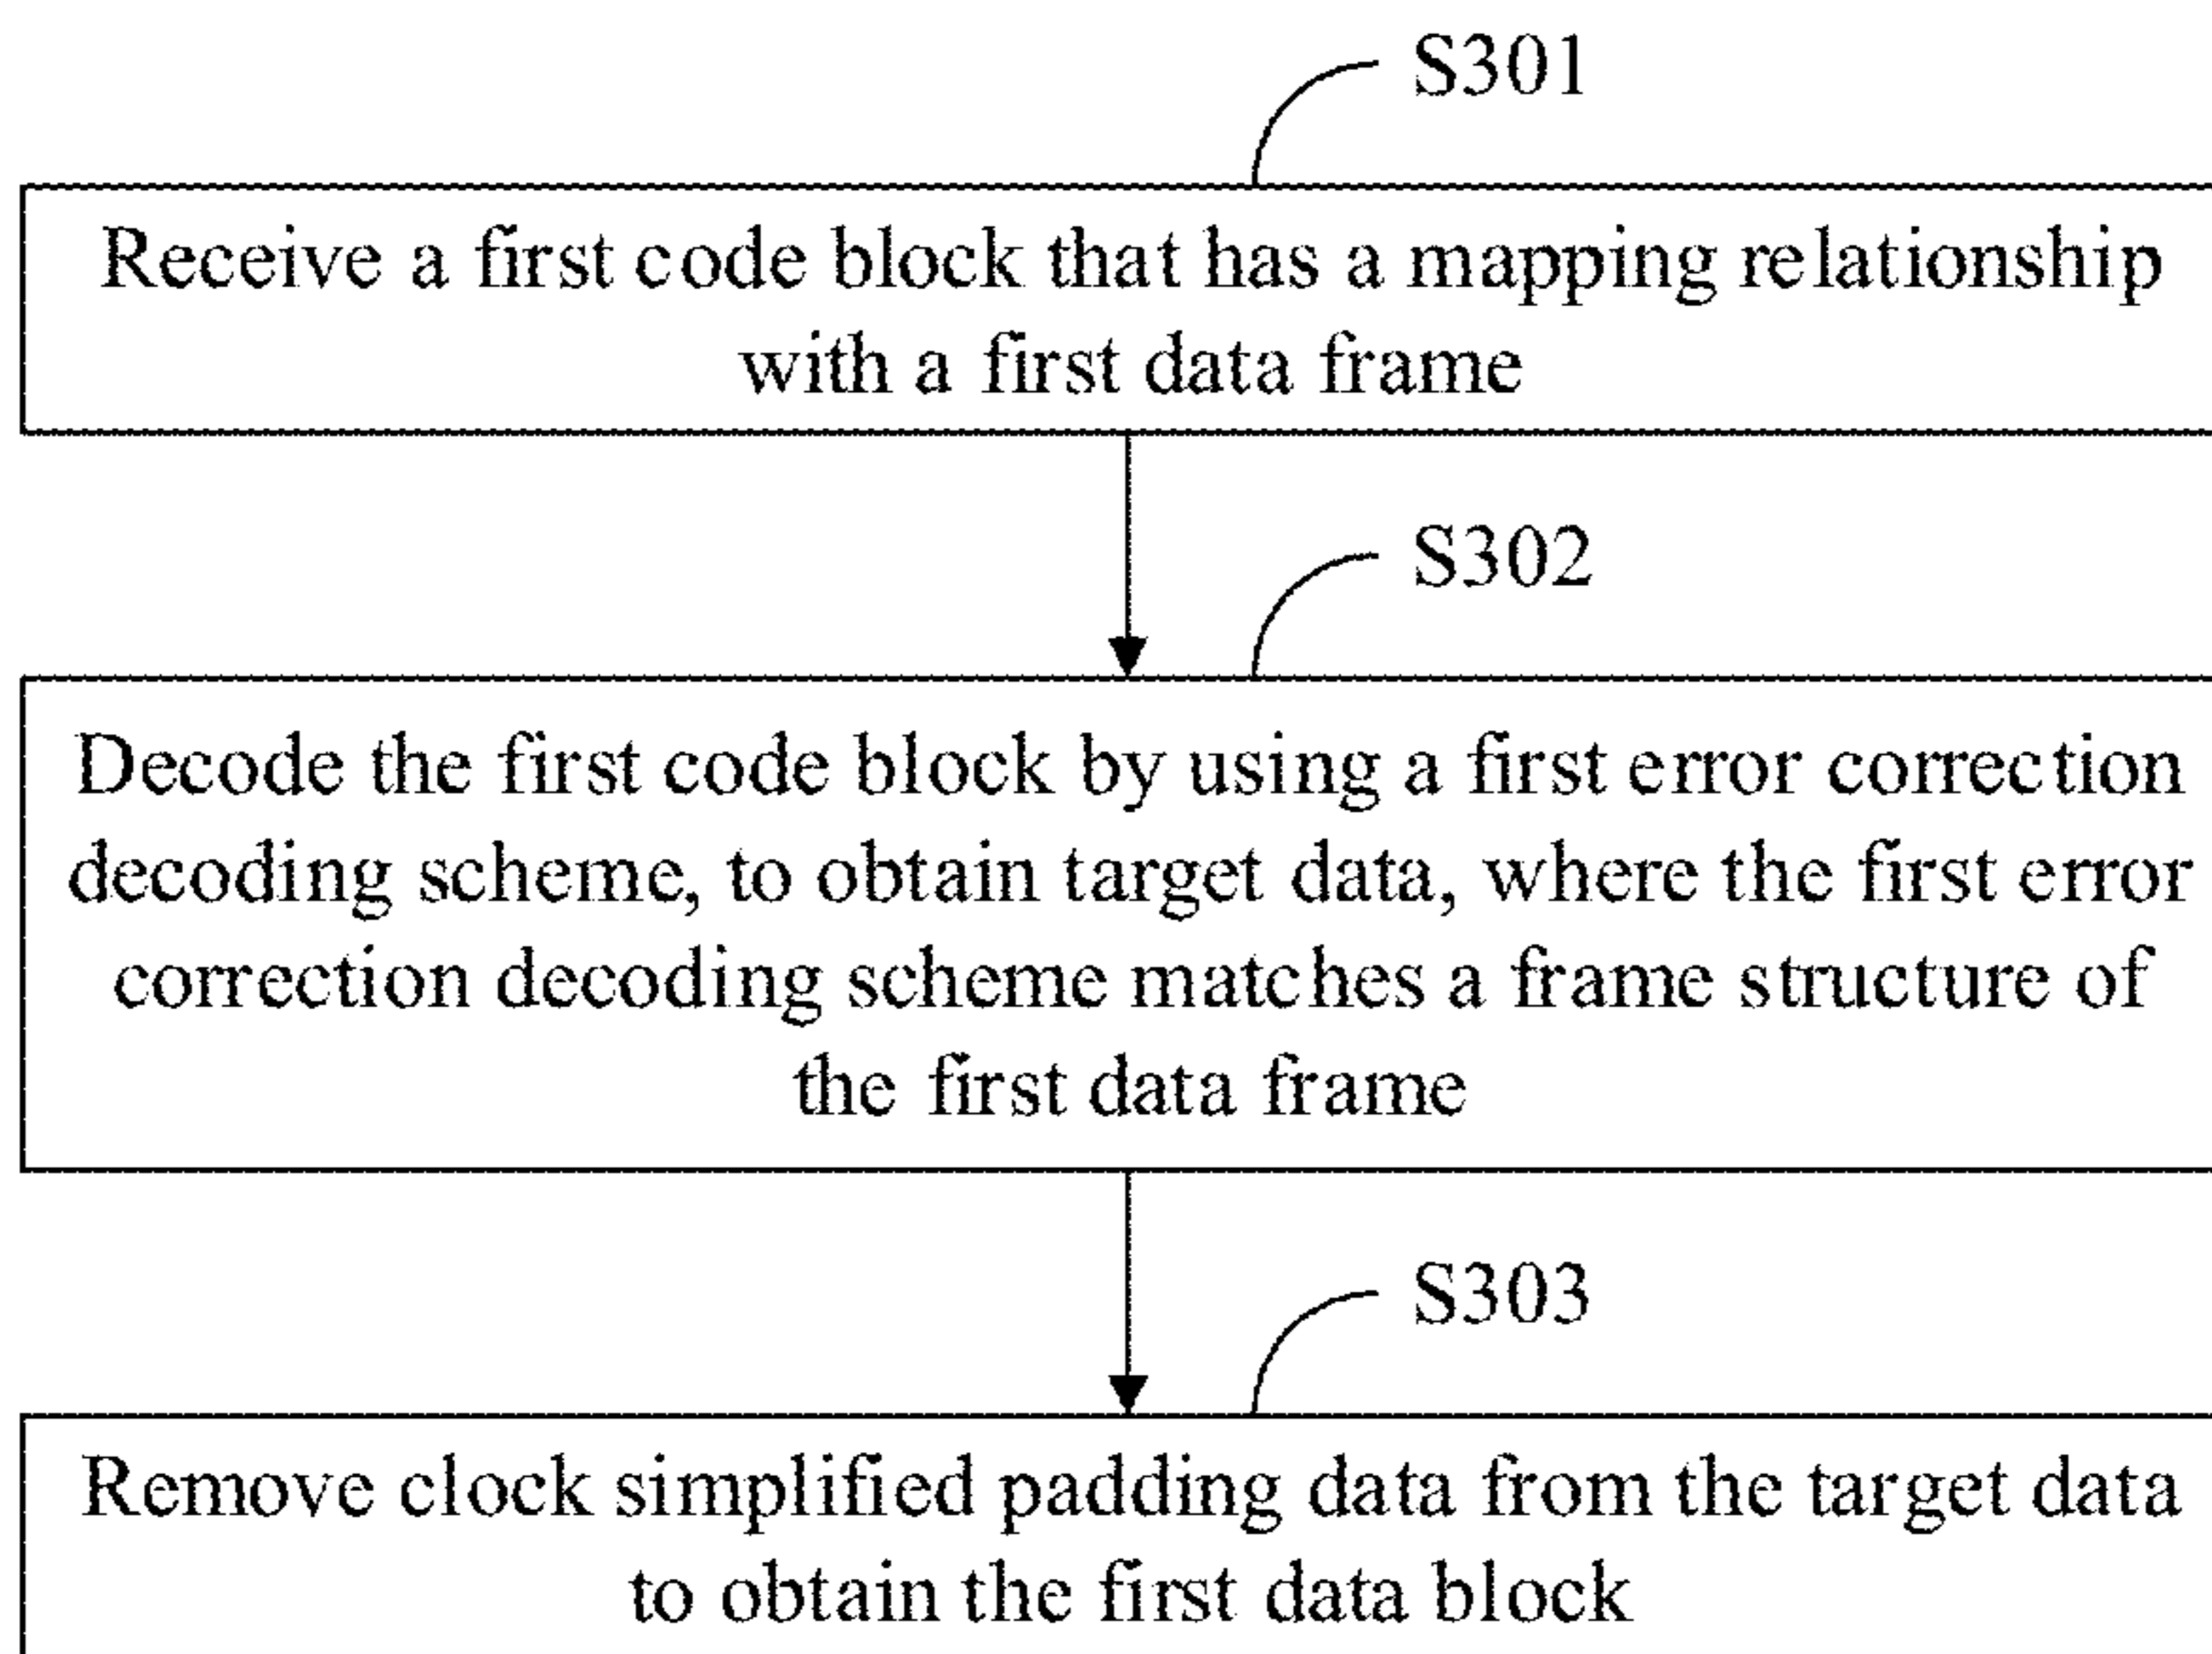 S301
Receive a first code block that has a mapping relationship
with a first data frame
S302
Decode the first code block by using a first error correction
decoding scheme, to obtain target data, where the first error
correction decoding scheme matches a frame structure of
the first data frame
S303
Remove clock simplified padding data from the target data
to obtain the first data block